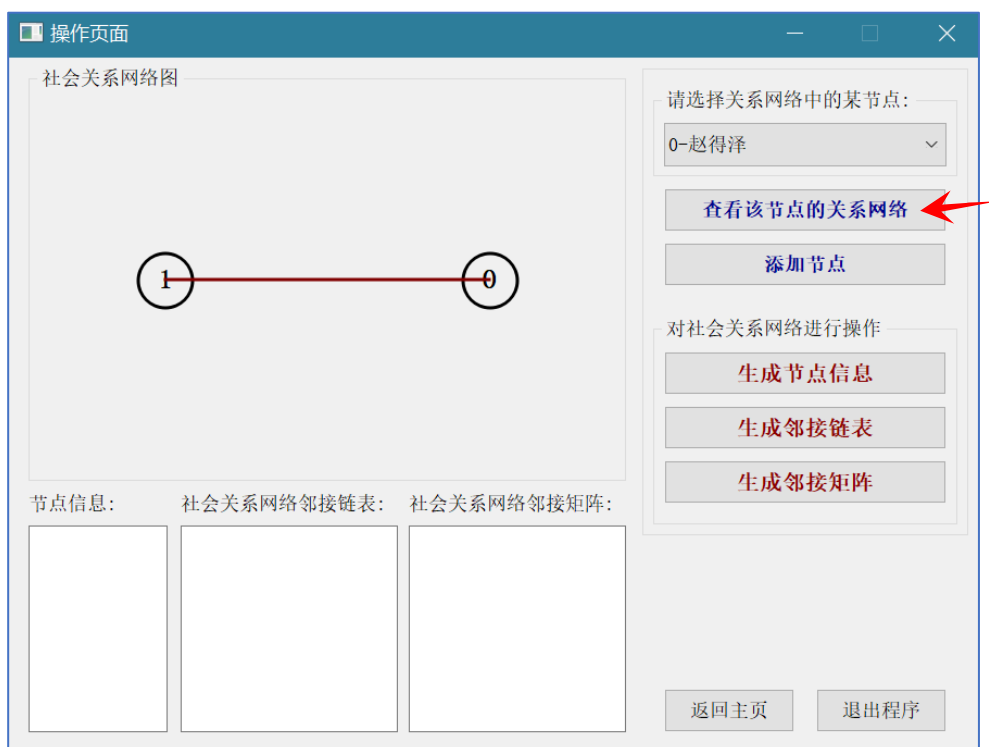 操作页面
社会关系网络图
1
0
请选择关系网络中的某节点:
0-赵得泽
查看该节点的关系网络
添加节点
对社会关系网络进行操作
生成节点信息
生成邻接链表
生成邻接矩阵
节点信息: 社会关系网络邻接链表: 社会关系网络邻接矩阵:
返回主页 退出程序